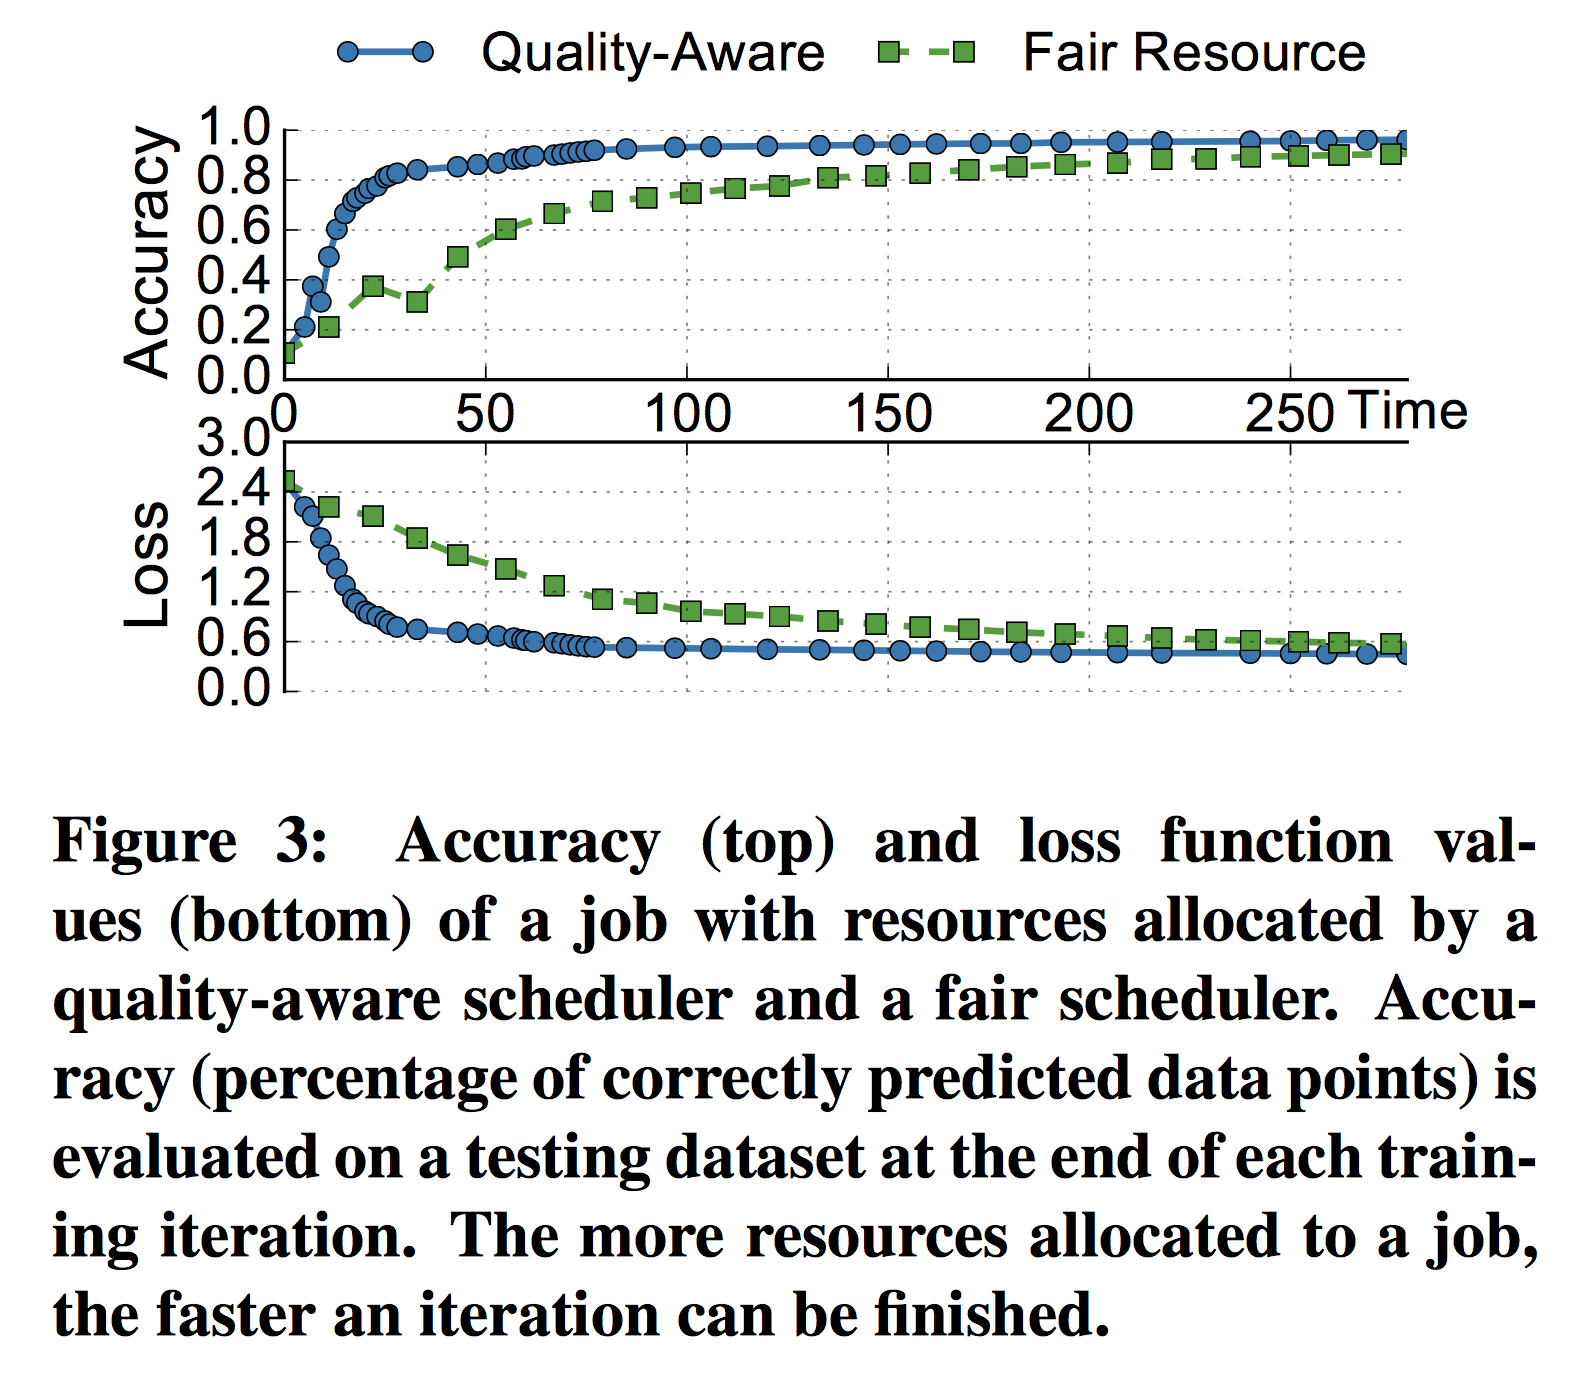 Quality-Aware Fair Resource
Accuracy
1.0
0.8
0.6
0.4
0.2
0.0
0 50 100 150 200 250 Time
Loss
3.0
2.4
1.8
1.2
0.6
0.0
Figure 3: Accuracy (top) and loss function val-
ues (bottom) of a job with resources allocated by a
quality-aware scheduler and a fair scheduler. Accu-
racy (percentage of correctly predicted data points) is
evaluated on a testing dataset at the end of each train-
ing iteration. The more resources allocated to a job,
the faster an iteration can be finished.